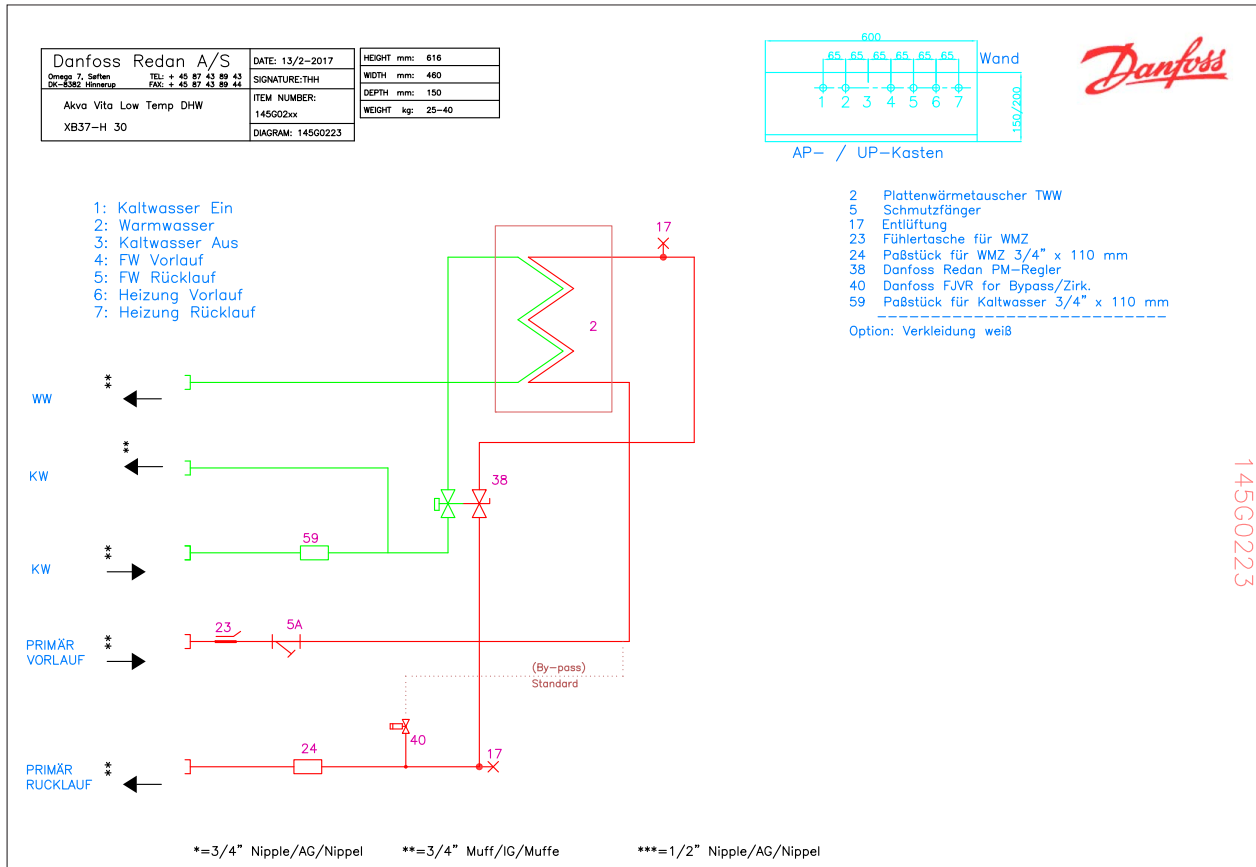 Danfoss Redan A/S
Omega 7, Søften TEL: + 45 87 43 89 43
DK-8382 Hinnerup FAX: + 45 87 43 89 44
Akva Vita Low Temp DHW
XB37-H 30
DATE: 13/2-2017
SIGNATURE:THH
ITEM NUMBER:
145G02xx
DIAGRAM: 145G0223
HEIGHT mm: 616
WIDTH mm: 460
DEPTH mm: 150
WEIGHT kg: 25-40
600
65 65 65 65 65 65
Wand
1 2 3 4 5 6 7
150/200
AP- / UP-Kasten
Danfoss
1: Kaltwasser Ein
2: Warmwasser
3: Kaltwasser Aus
4: FW Vorlauf
5: FW Rücklauf
6: Heizung Vorlauf
7: Heizung Rücklauf
2 Plattenwärmetauscher TWW
5 Schmutzfänger
17 Entlüftung
23 Fühlertasche für WMZ
24 Paßstück für WMZ 3/4" x 110 mm
38 Danfoss Redan PM-Regler
40 Danfoss FJVR for Bypass/Zirk.
59 Paßstück für Kaltwasser 3/4" x 110 mm
Option: Verkleidung weiß
17
2
**
WW
**
KW
38
59
**
KW
23
5A
**
PRIMÄR
VORLAUF
(By-pass)
Standard
40
24
17
**
PRIMÄR
RUCKLAUF
145G0223
*=3/4" Nipple/AG/Nippel **=3/4" Muff/IG/Muffe ***=1/2" Nipple/AG/Nippel